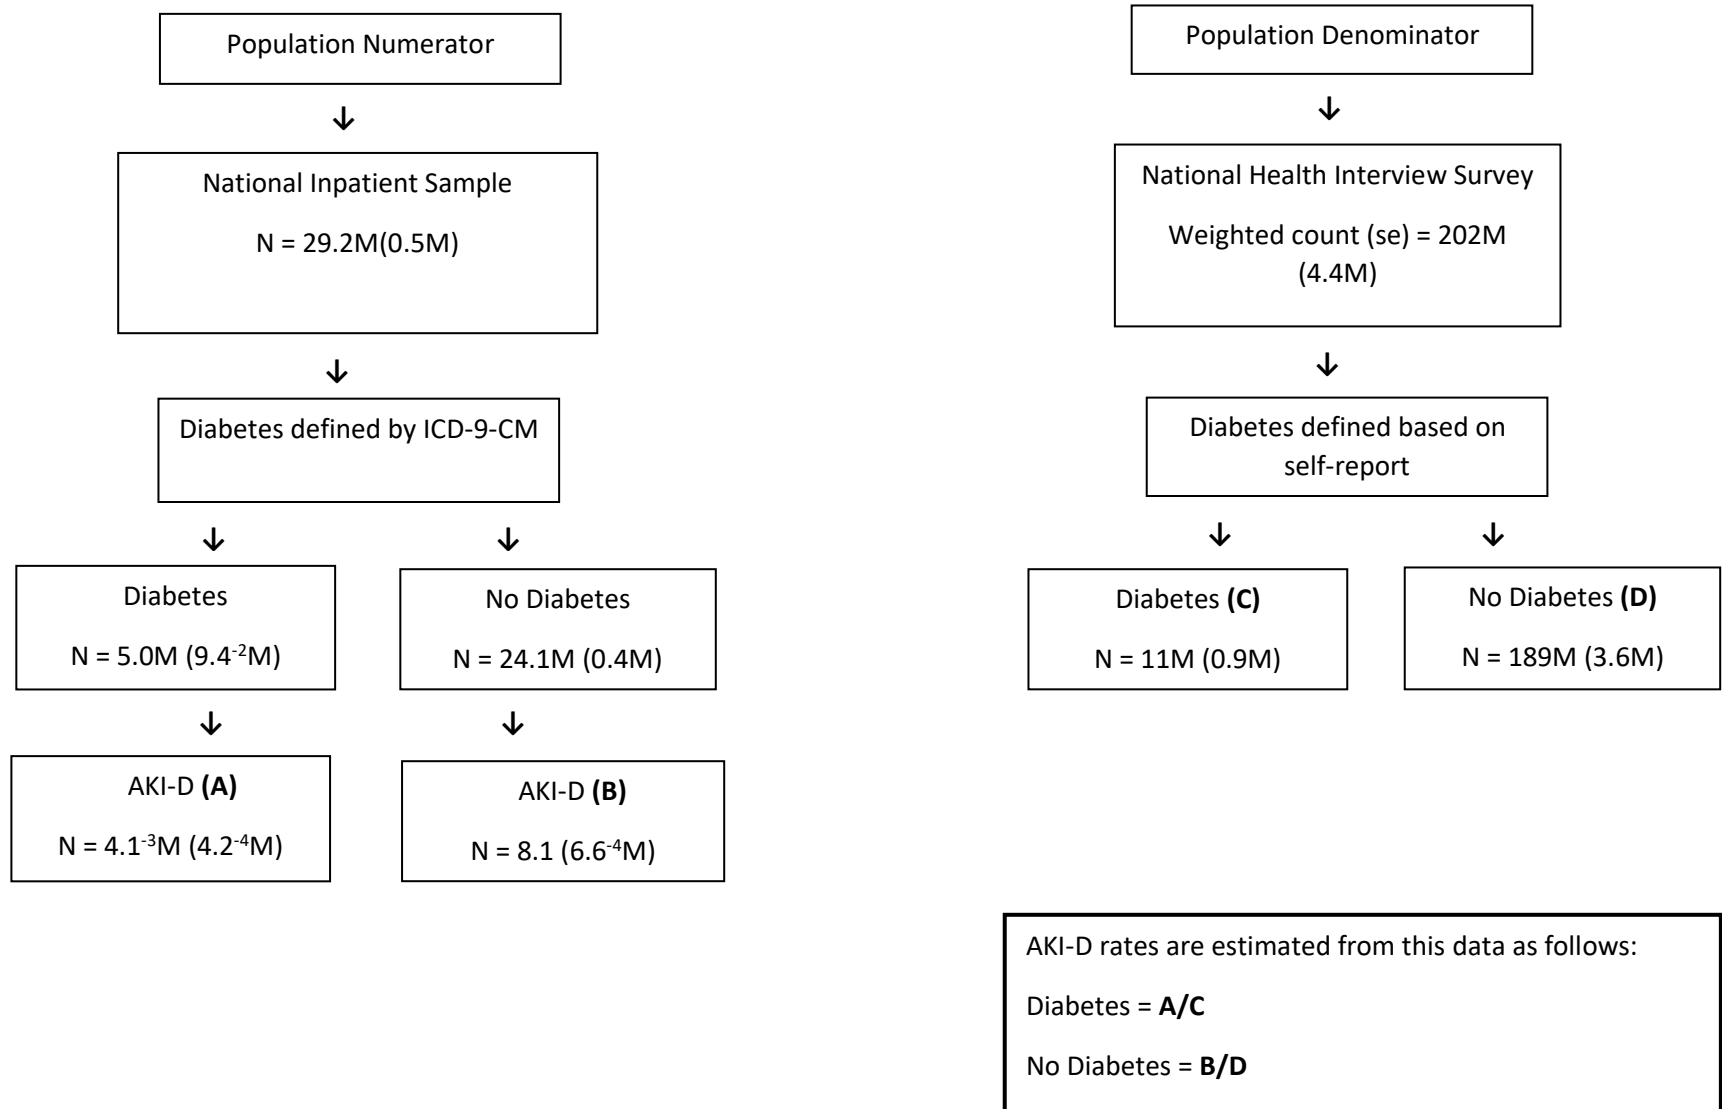 Population Numerator
↓
National Inpatient Sample
N = 29.2M(0.5M)
↓
Diabetes defined by ICD-9-CM
↓ ↓
Diabetes
N = 5.0M (9.4⁻²M)
No Diabetes
N = 24.1M (0.4M)
↓ ↓
AKI-D (A)
N = 4.1⁻³M (4.2⁻⁴M)
AKI-D (B)
N = 8.1 (6.6⁻⁴M)
Population Denominator
↓
National Health Interview Survey
Weighted count (se) = 202M
(4.4M)
↓
Diabetes defined based on
self-report
↓ ↓
Diabetes (C)
N = 11M (0.9M)
No Diabetes (D)
N = 189M (3.6M)
AKI-D rates are estimated from this data as follows:
Diabetes = A/C
No Diabetes = B/D